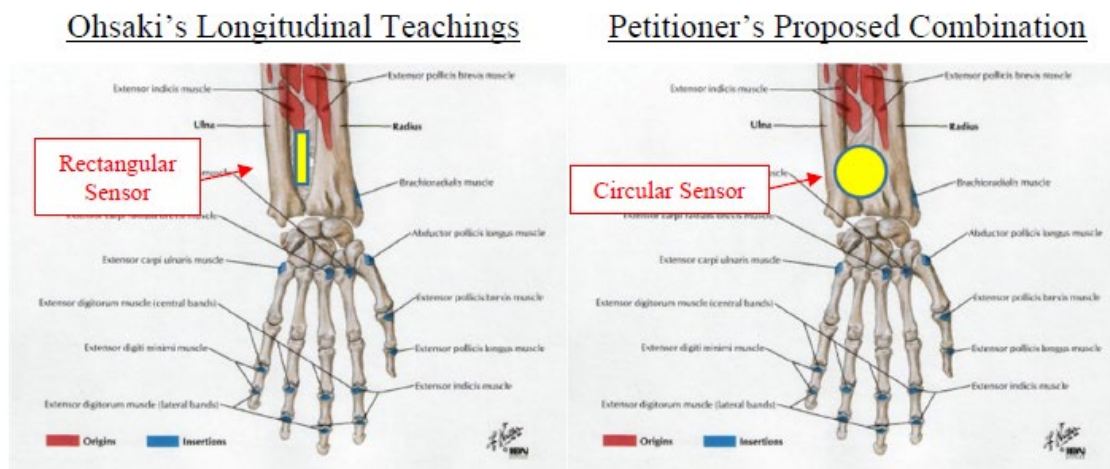 Ohsaki's Longitudinal Teachings
Extensor indicis muscle
Extensor pollicis brevis muscle
Ulna
Radius
Rectangular
Sensor
muscle
Brachioradialis muscle
Abductor pollicis longus muscle
Extensor carpi ulnaris muscle
Extensor digitorum muscle (central bands)
Extensor pollicis brevis muscle
Extensor digiti minimi muscle
Extensor pollicis longus muscle
Extensor indicis muscle
Extensor digitorum muscle (lateral bands)
Origins
Insertions
Petitioner's Proposed Combination
Extensor indicis muscle
Extensor pollicis brevis muscle
Ulna
Radius
Circular Sensor
muscle
Brachioradialis muscle
Abductor pollicis longus muscle
Extensor carpi ulnaris muscle
Extensor digitorum muscle (central bands)
Extensor pollicis brevis muscle
Extensor digiti minimi muscle
Extensor pollicis longus muscle
Extensor indicis muscle
Extensor digitorum muscle (lateral bands)
Origins
Insertions